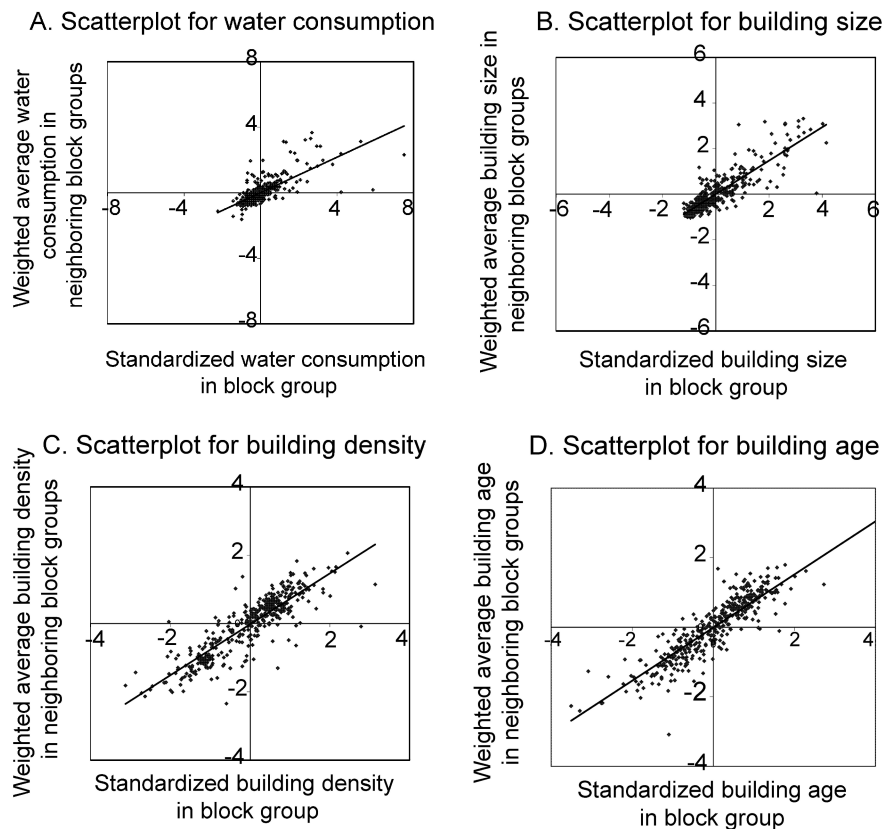 A. Scatterplot for water consumption
Weighted average water
consumption in
neighboring block groups
8
4
-8
-4
4
8
-4
-8
Standardized water consumption
in block group
B. Scatterplot for building size
Weighted average building size in
neighboring block groups
6
4
2
-6
-4
-2
0
2
4
6
-2
-4
-6
Standardized building size
in block group
C. Scatterplot for building density
Weighted average building density
in neighboring block groups
4
2
0
-4
-2
2
4
-2
-4
Standardized building density
in block group
D. Scatterplot for building age
Weighted average building age
in neighboring block groups
4
2
-4
-2
2
4
-2
-4
Standardized building age
in block group